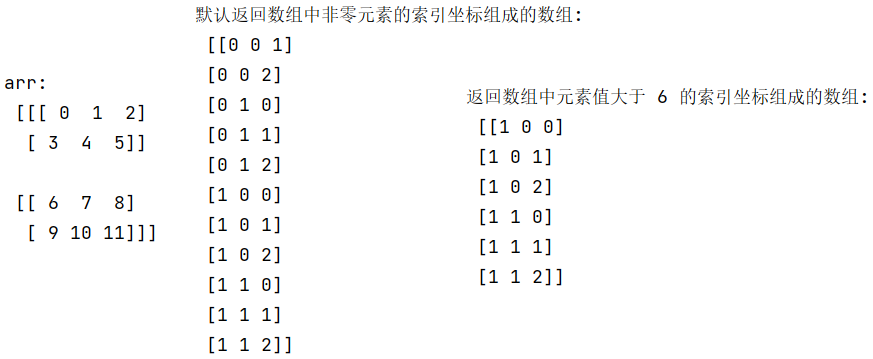 arr:
[[[ 0  1  2]
[ 3  4  5]]
[[ 6  7  8]
[ 9 10 11]]]
默认返回数组中非零元素的索引坐标组成的数组:
[[0 0 1]
[0 0 2]
[0 1 0]
[0 1 1]
[0 1 2]
[1 0 0]
[1 0 1]
[1 0 2]
[1 1 0]
[1 1 1]
[1 1 2]]
返回数组中元素值大于 6 的索引坐标组成的数组:
[[1 0 0]
[1 0 1]
[1 0 2]
[1 1 0]
[1 1 1]
[1 1 2]]